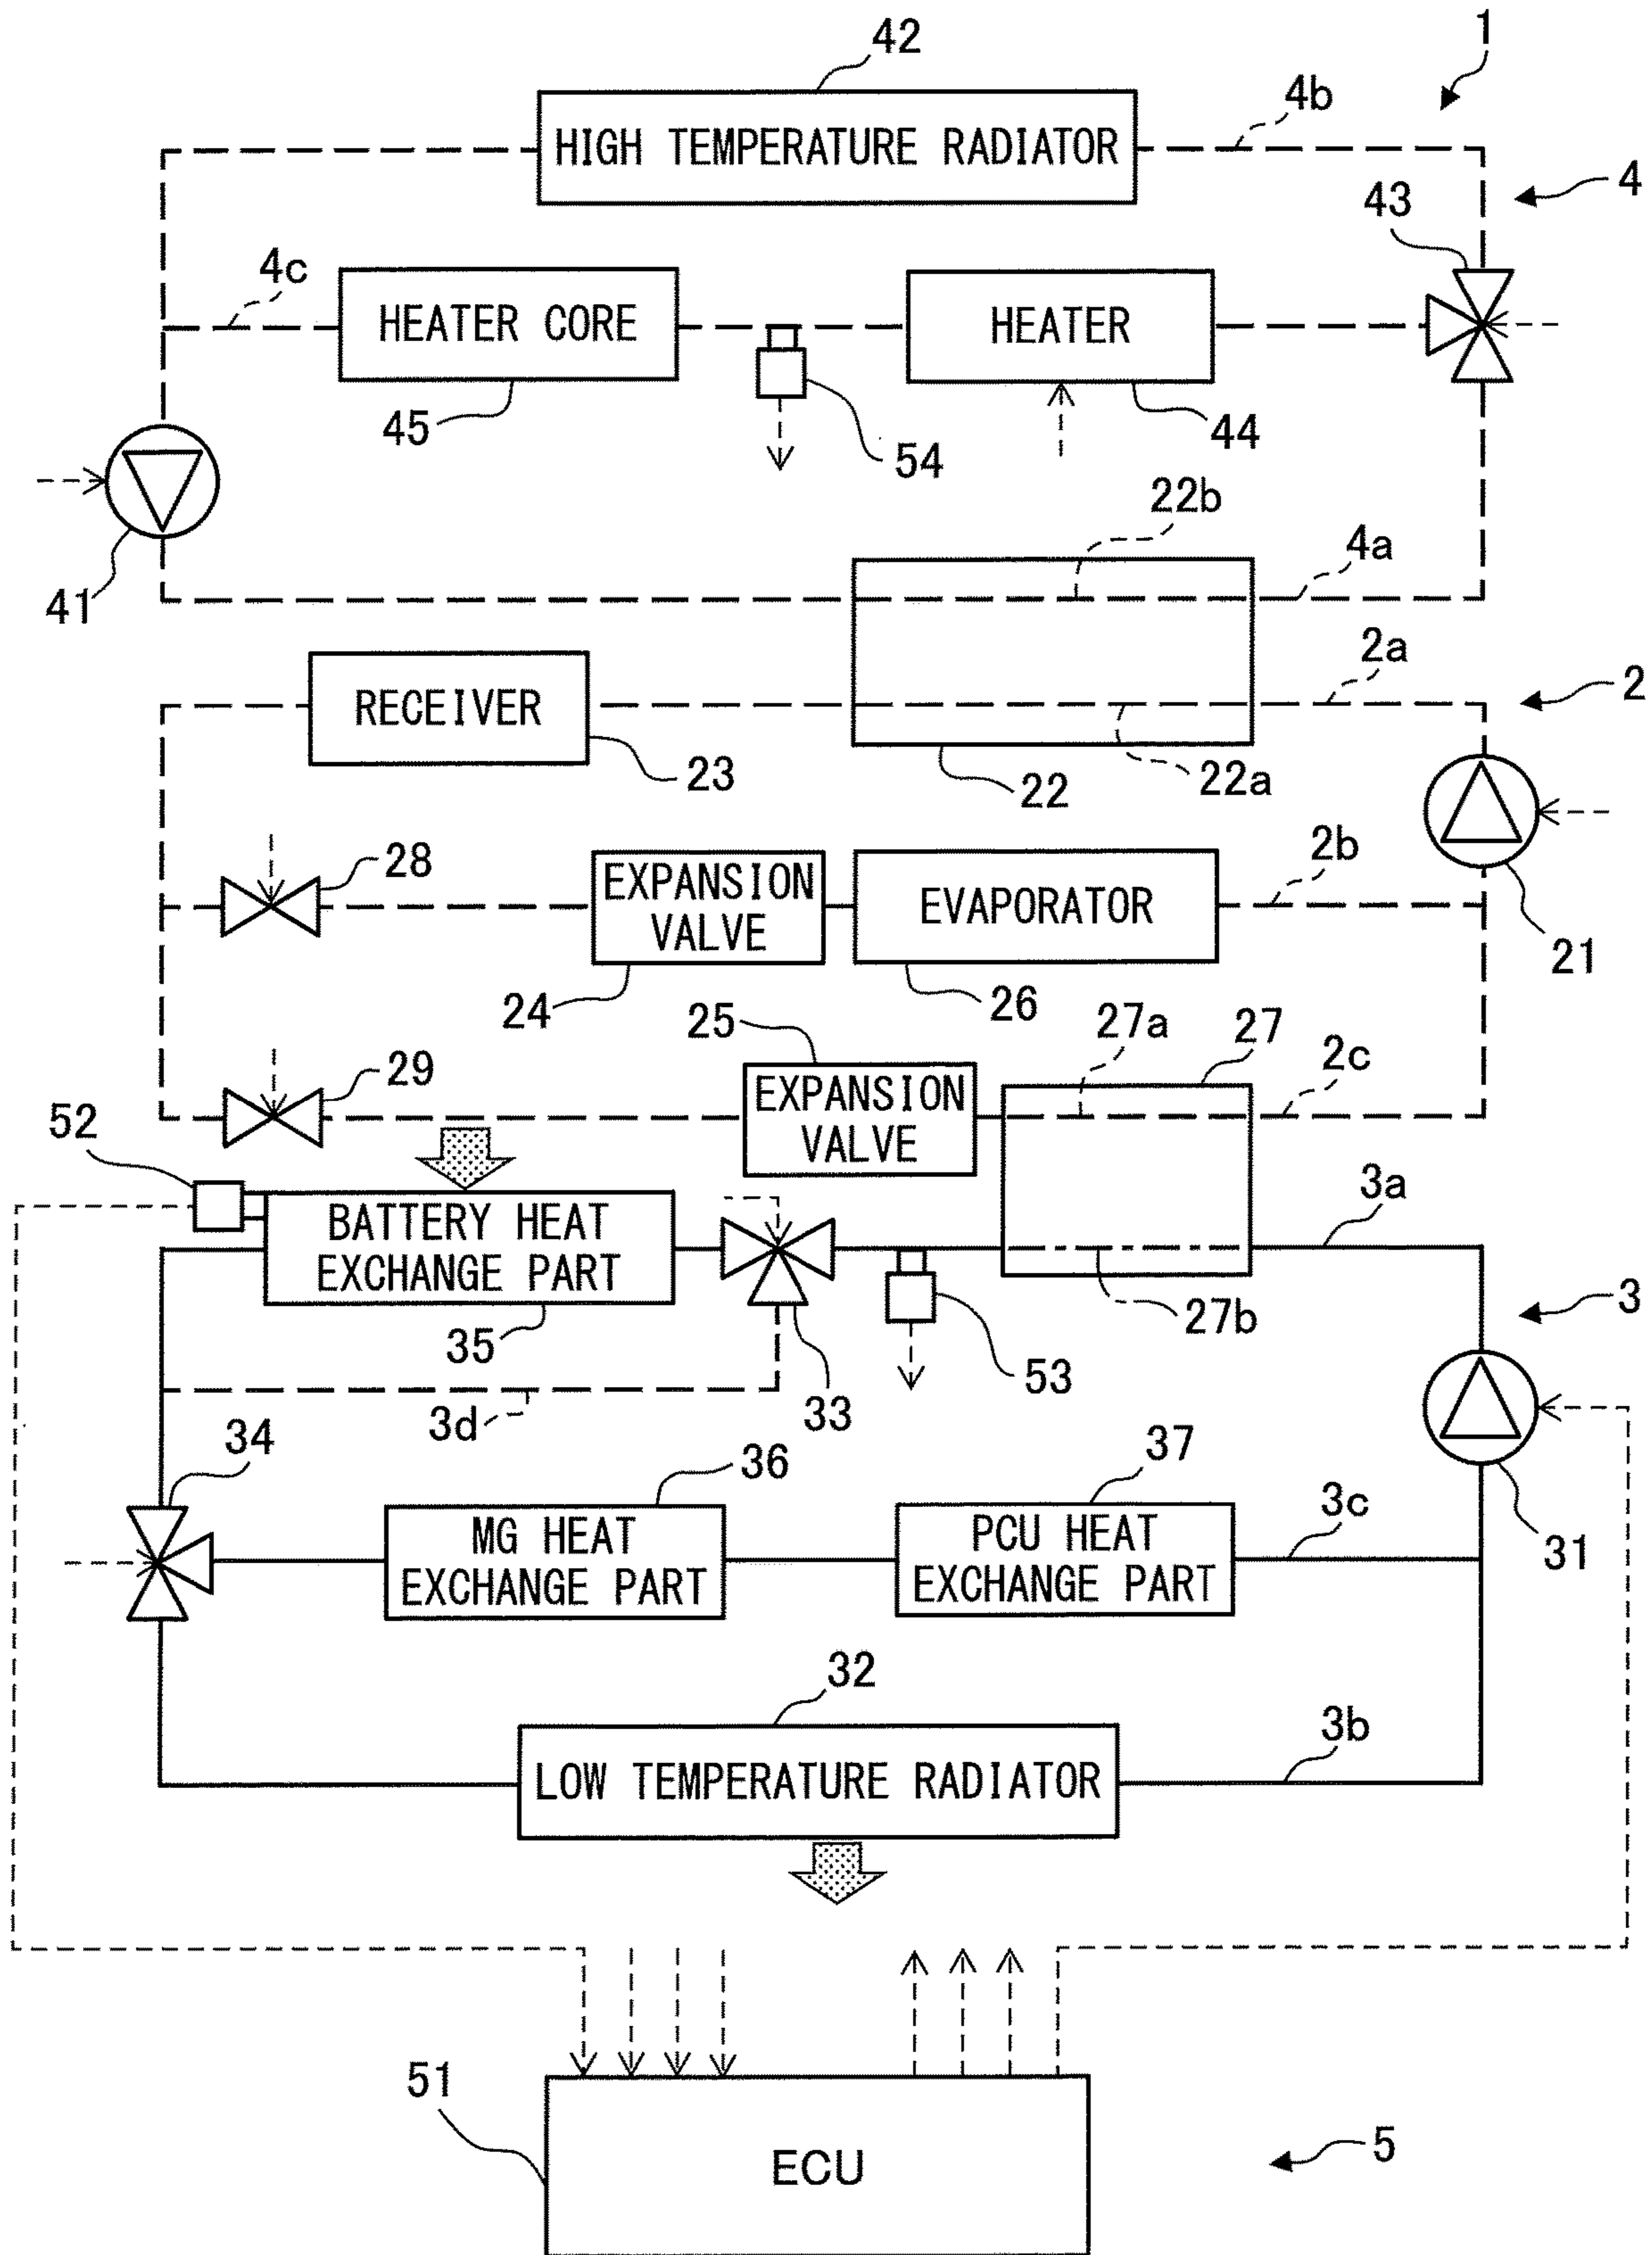 42
1
4b
HIGH TEMPERATURE RADIATOR
4
43
4c
HEATER CORE
HEATER
45
54
44
22b
4a
41
2a
RECEIVER
2
23
22
22a
28
EXPANSION
VALVE
EVAPORATOR
2b
21
24
26
25
27a
27
29
2c
EXPANSION
VALVE
52
BATTERY HEAT
EXCHANGE PART
3a
27b
3
35
53
33
3d
34
36
37
MG HEAT
EXCHANGE PART
PCU HEAT
EXCHANGE PART
3c
31
32
3b
LOW TEMPERATURE RADIATOR
51
5
ECU